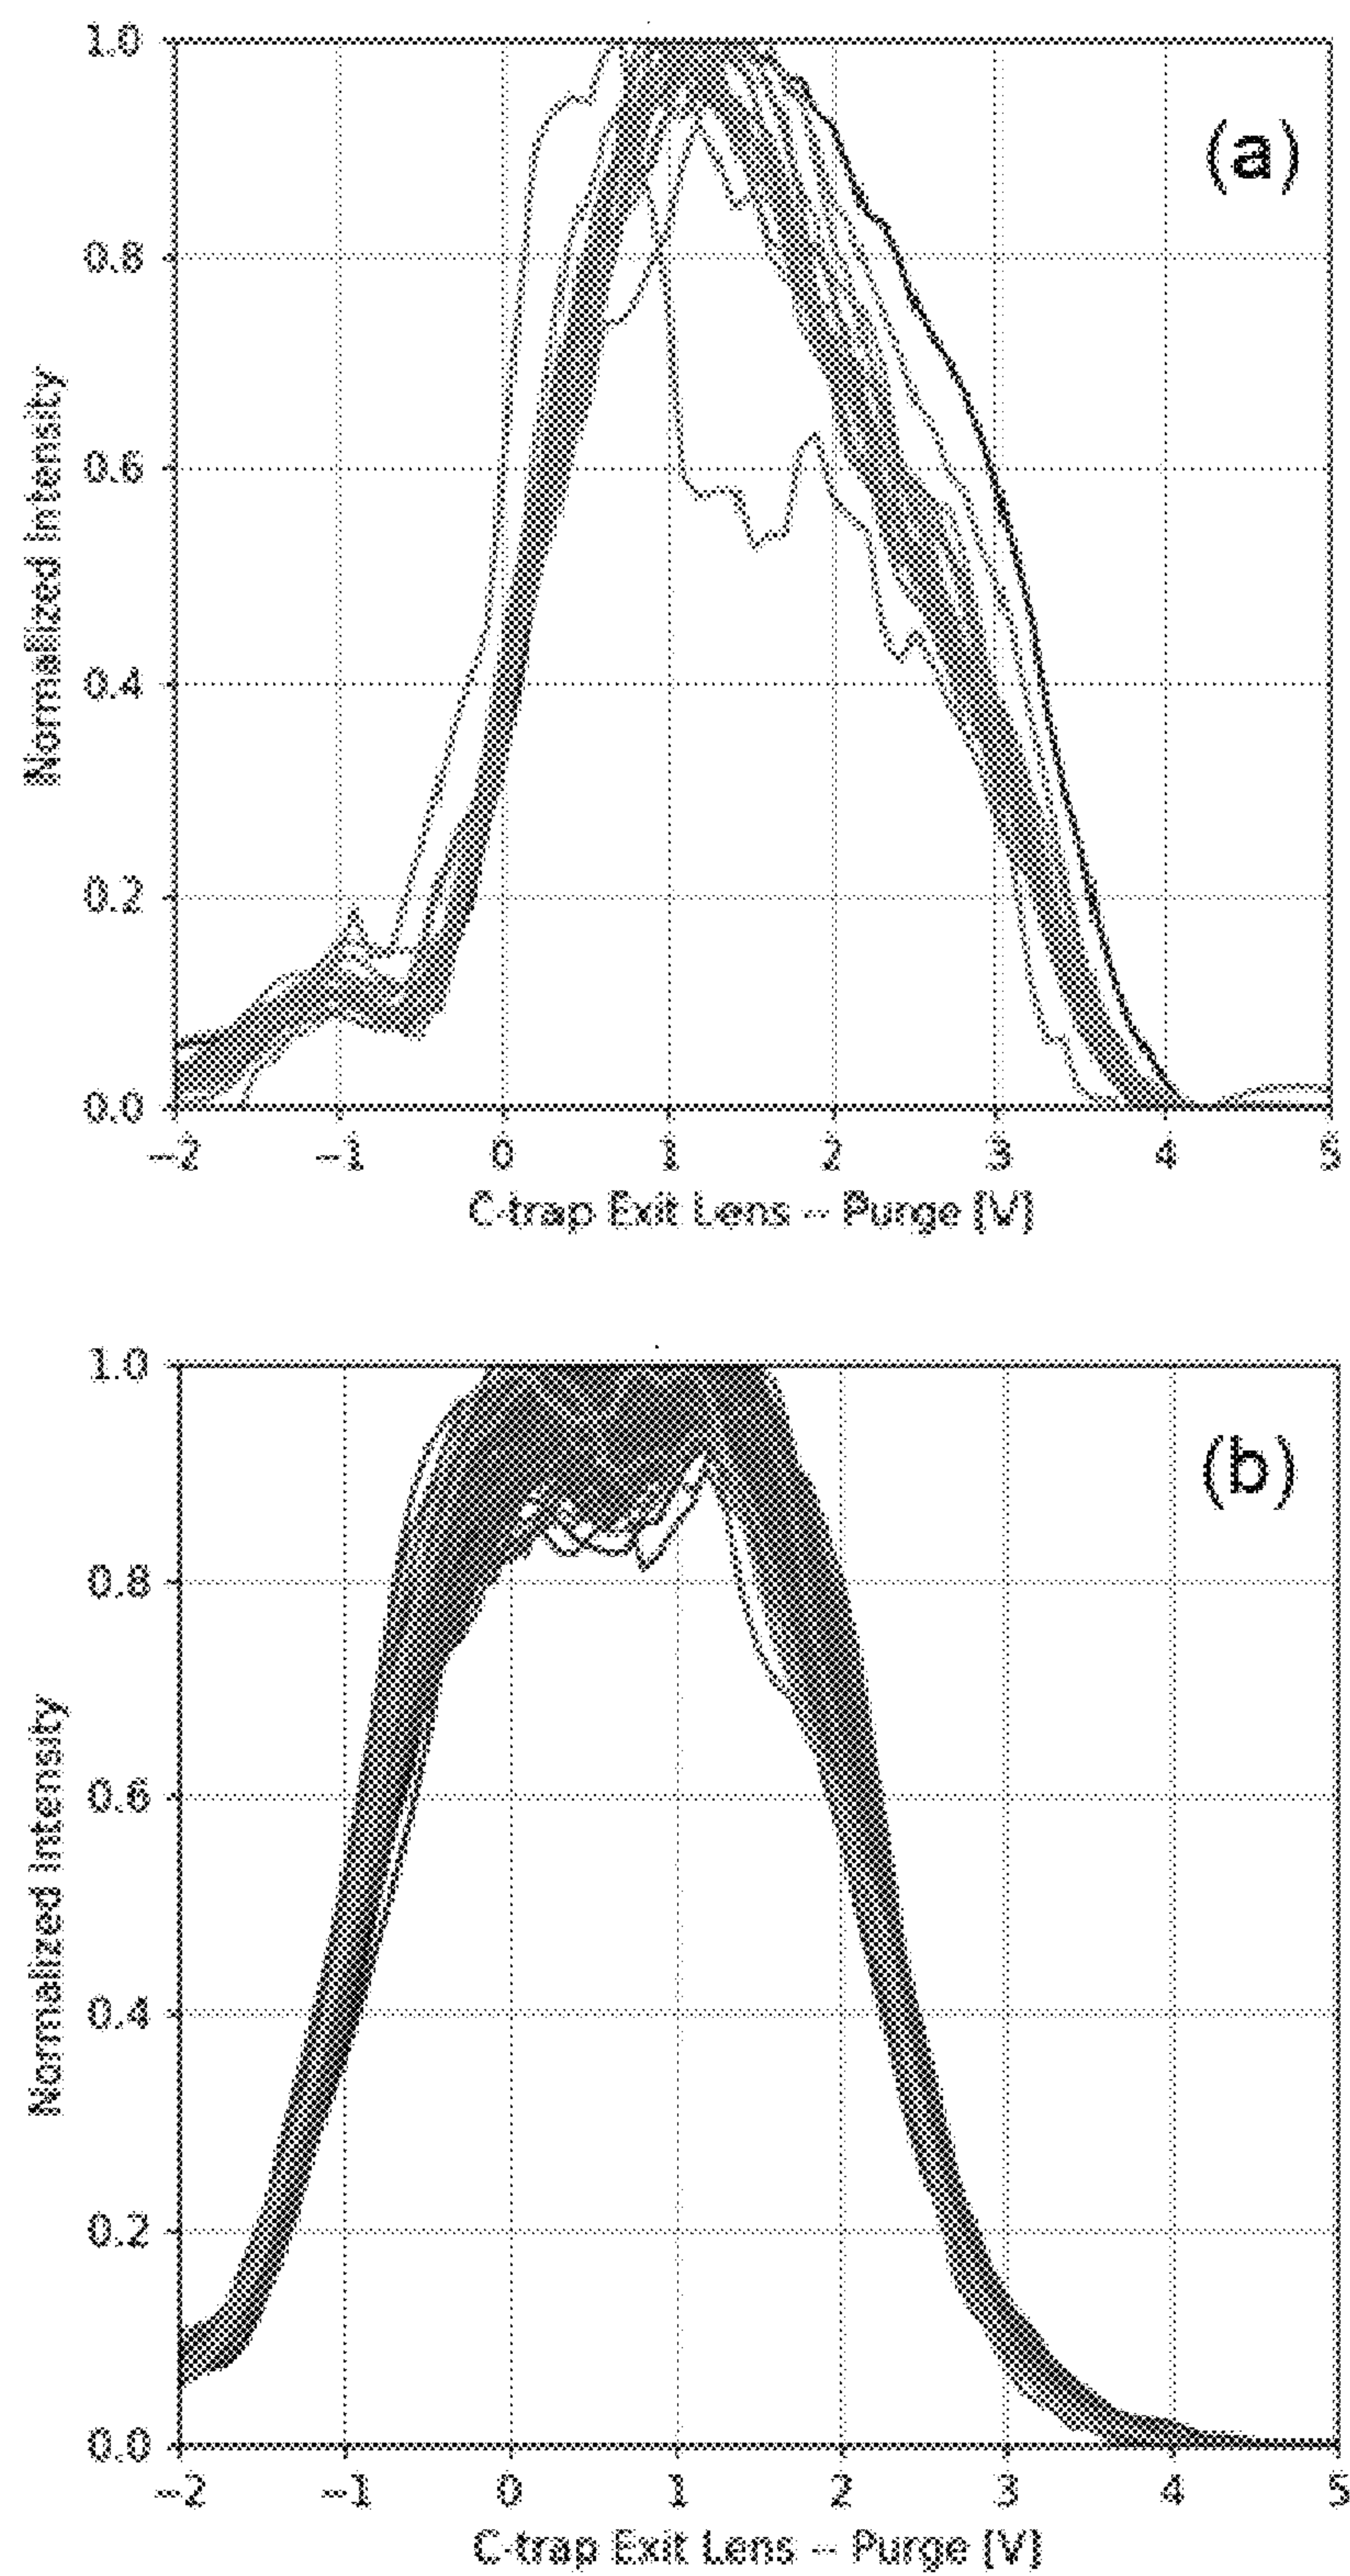 1.0
(a)
0.8
0.6
0.4
0.2
0.0
Normalized Intensity
-2 -1 0 1 2 3 4 5
C-trap Exit Lens -- Purge [V]
1.0
(b)
0.8
0.6
0.4
0.2
0.0
Normalized Intensity
-2 -1 0 1 2 3 4 5
C-trap Exit Lens -- Purge [V]